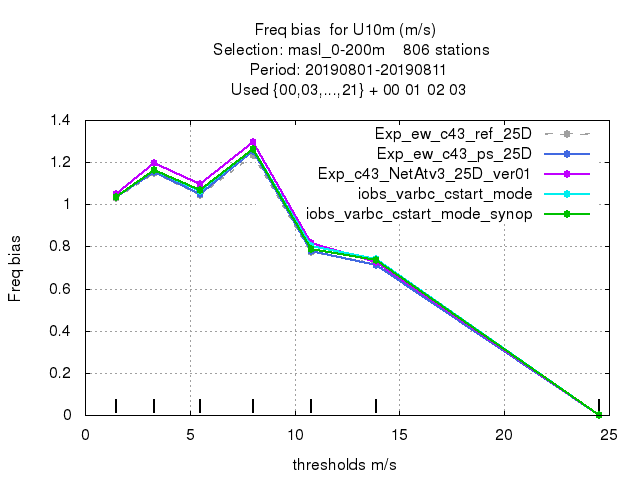 Freq bias  for U10m (m/s)
Selection: masl_0-200m    806 stations
Period: 20190801-20190811
Used {00,03,...,21} + 00 01 02 03
Exp_ew_c43_ref_25D
Exp_ew_c43_ps_25D
Exp_c43_NetAtv3_25D_ver01
iobs_varbc_cstart_mode
iobs_varbc_cstart_mode_synop
1.4
1.2
1
0.8
0.6
0.4
0.2
0
Freq bias
0 5 10 15 20 25
thresholds m/s